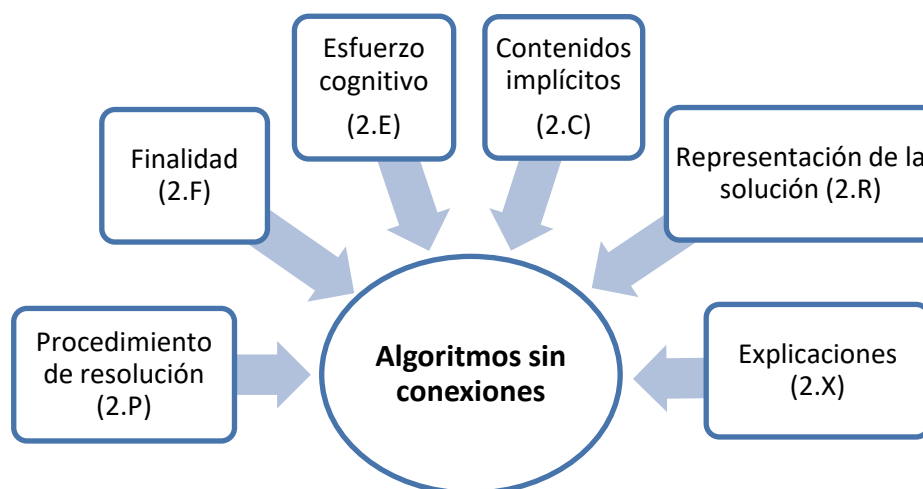 Esfuerzo
cognitivo
(2.E)
Contenidos
implícitos
(2.C)
Finalidad
(2.F)
Representación de la
solución (2.R)
Procedimiento
de resolución
(2.P)
Algoritmos sin
conexiones
Explicaciones
(2.X)